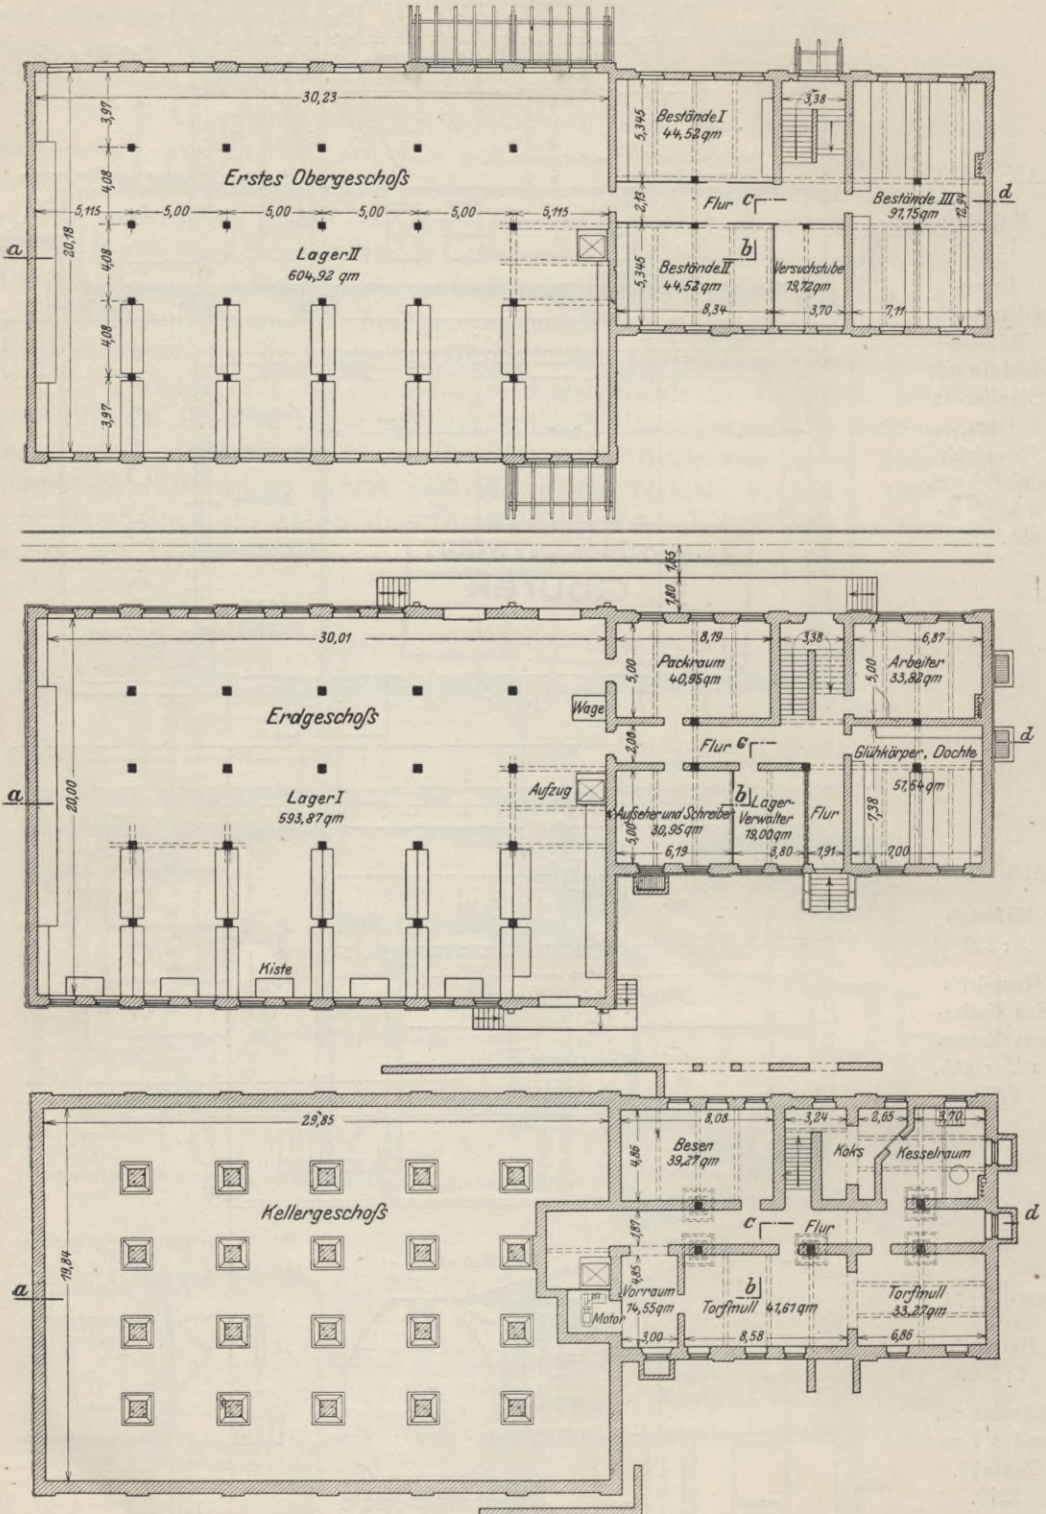 30,23
3,38
3,97
5,345
Bestände I
44,52 qm
Erstes Obergeschoß
4,08
2,13
Flur
c
Bestände III
91,75 qm
12,94
d
5,115
5,00
5,00
5,00
5,00
5,115
a
20,18
4,08
Lager II
604,92 qm
b
5,345
Bestände II
44,52 qm
Versuchstube
19,72 qm
8,34
3,70
7,11
4,08
3,97
1,65
1,80
30,01
8,19
3,38
6,87
5,00
Packraum
40,95 qm
5,00
Arbeiter
33,82 qm
Erdgeschoß
Wage
2,00
Flur
c
d
Glühkörper, Dochte
51,64 qm
a
20,00
Lager I
593,87 qm
Aufzug
5,00
Aufseher und Schreiber
30,95 qm
b
Lager-
Verwalter
19,00 qm
Flur
7,38
6,19
3,80
1,91
7,00
Kiste
29,85
8,08
3,24
2,65
3,70
4,86
Besen
39,27 qm
Koks
Kesselraum
Kellergeschoß
1,87
c
Flur
d
a
19,84
4,85
Vorraum
14,55 qm
b
Torfmull 41,61 qm
Torfmull
33,27 qm
Motor
3,00
8,58
6,86